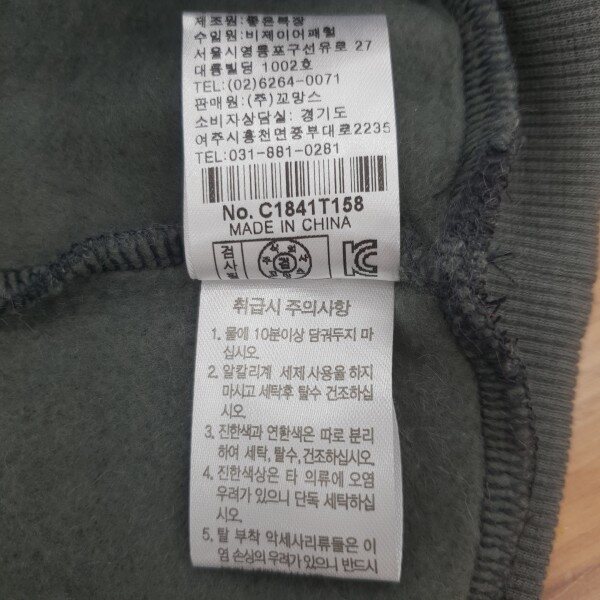 제조원: 좋은복장
수입원: 비제이어패럴
서울시영등포구선유로 27
대륭빌딩 1002호
TEL:(02)6264-0071
판매원:(주)꼬망스
소비자상담실: 경기도
여주시흥천면중부대로2235
TEL:031-881-0281
No. C1841T158
MADE IN CHINA
검사
검
취급시 주의사항
1. 물에 10분이상 담궈두지 마
십시오.
2. 알칼리계 세제 사용을 하지
마시고 세탁후 탈수 건조하십
시오.
3. 진한색과 연한색은 따로 분리
하여 세탁, 탈수, 건조하십시오.
4. 진한색상은 타 의류에 오염
우려가 있으니 단독 세탁하십
시오.
5. 탈 부착 악세사리류들은 이
염 손상의 우려가 있으니 반드시